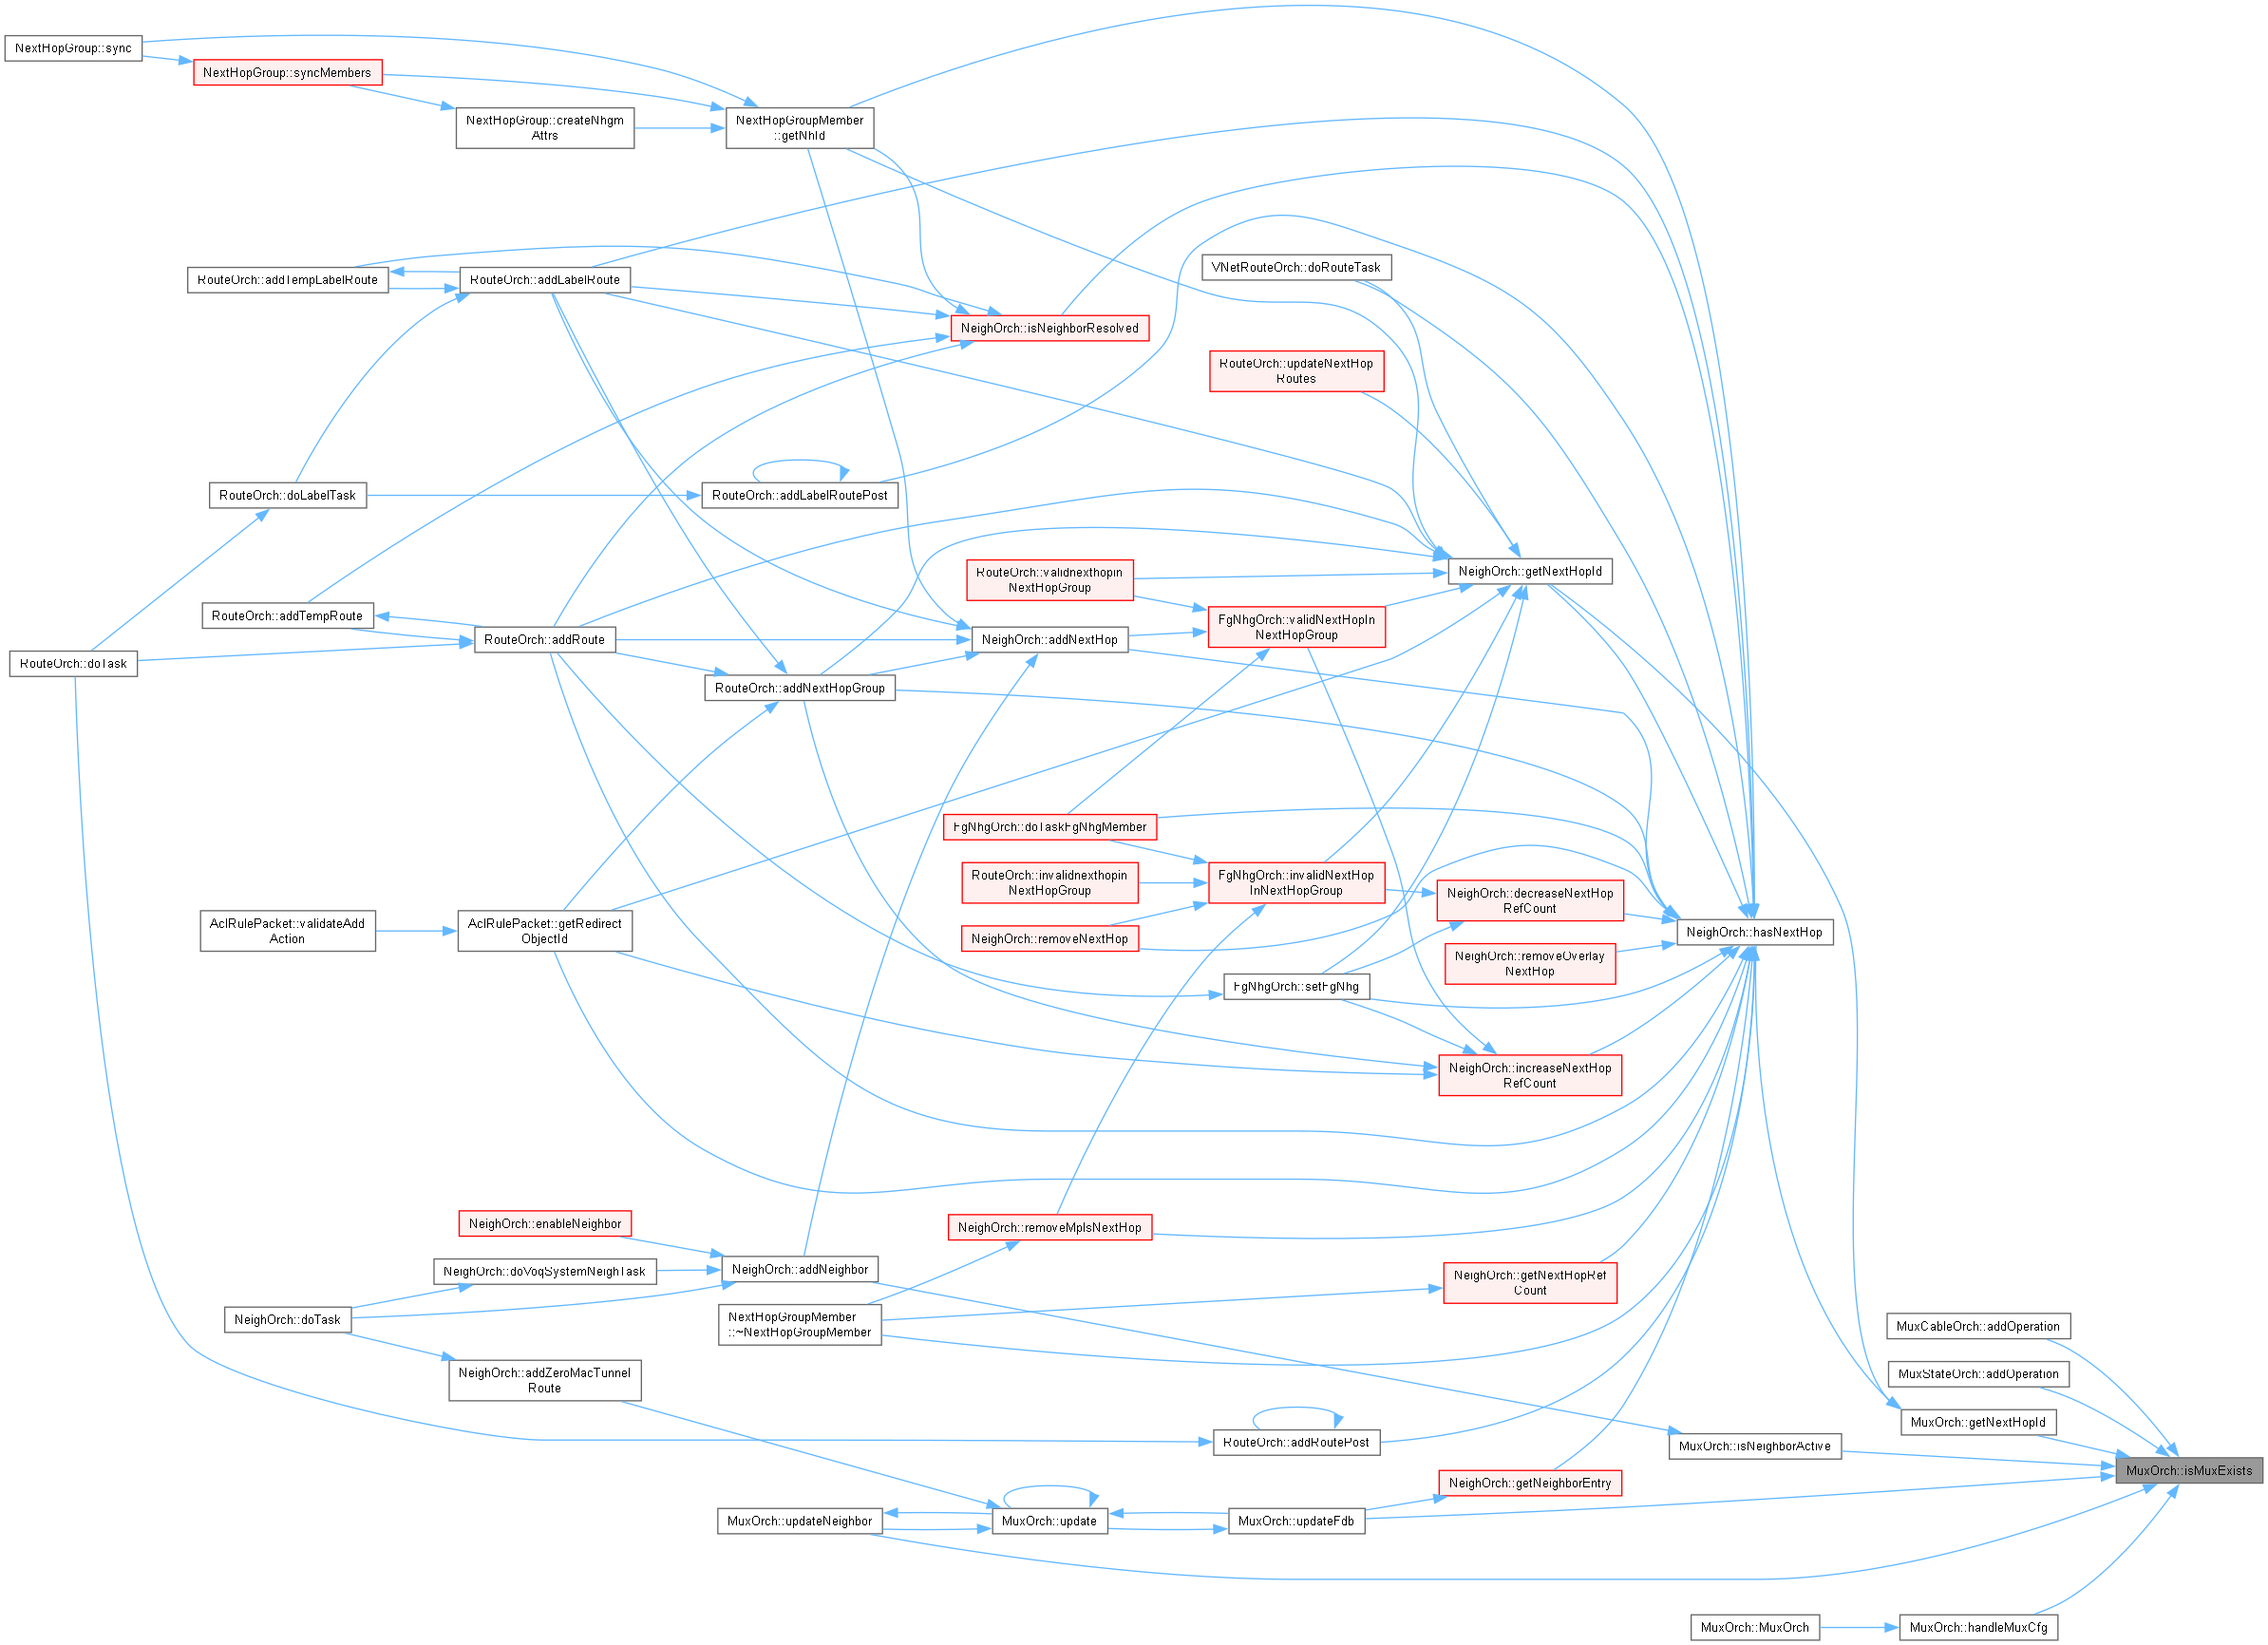 NextHopGroup::sync
NextHopGroup::syncMembers
NextHopGroup::createNhgm
Attrs
NextHopGroupMember
::getNhId
RouteOrch::addTempLabelRoute
RouteOrch::addLabelRoute
VNetRouteOrch::doRouteTask
NeighOrch::isNeighborResolved
RouteOrch::updateNextHop
Routes
RouteOrch::doLabelTask
RouteOrch::addLabelRoutePost
NeighOrch::getNextHopId
RouteOrch::validnexthopin
NextHopGroup
RouteOrch::addTempRoute
RouteOrch::addRoute
NeighOrch::addNextHop
FgNhgOrch::validNextHopIn
NextHopGroup
RouteOrch::doTask
RouteOrch::addNextHopGroup
FgNhgOrch::doTaskFgNhgMember
RouteOrch::invalidnexthopin
NextHopGroup
FgNhgOrch::invalidNextHop
InNextHopGroup
NeighOrch::decreaseNextHop
RefCount
AclRulePacket::validateAdd
Action
AclRulePacket::getRedirect
ObjectId
NeighOrch::removeNextHop
NeighOrch::hasNextHop
NeighOrch::removeOverlay
NextHop
FgNhgOrch::setFgNhg
NeighOrch::increaseNextHop
RefCount
NeighOrch::enableNeighbor
NeighOrch::removeMplsNextHop
NeighOrch::doVoqSystemNeighTask
NeighOrch::addNeighbor
NeighOrch::getNextHopRef
Count
NeighOrch::doTask
NextHopGroupMember
::~NextHopGroupMember
MuxCableOrch::addOperation
NeighOrch::addZeroMacTunnel
Route
MuxStateOrch::addOperation
MuxOrch::getNextHopId
RouteOrch::addRoutePost
MuxOrch::isNeighborActive
MuxOrch::isMuxExists
NeighOrch::getNeighborEntry
MuxOrch::updateNeighbor
MuxOrch::update
MuxOrch::updateFdb
MuxOrch::MuxOrch
MuxOrch::handleMuxCfg